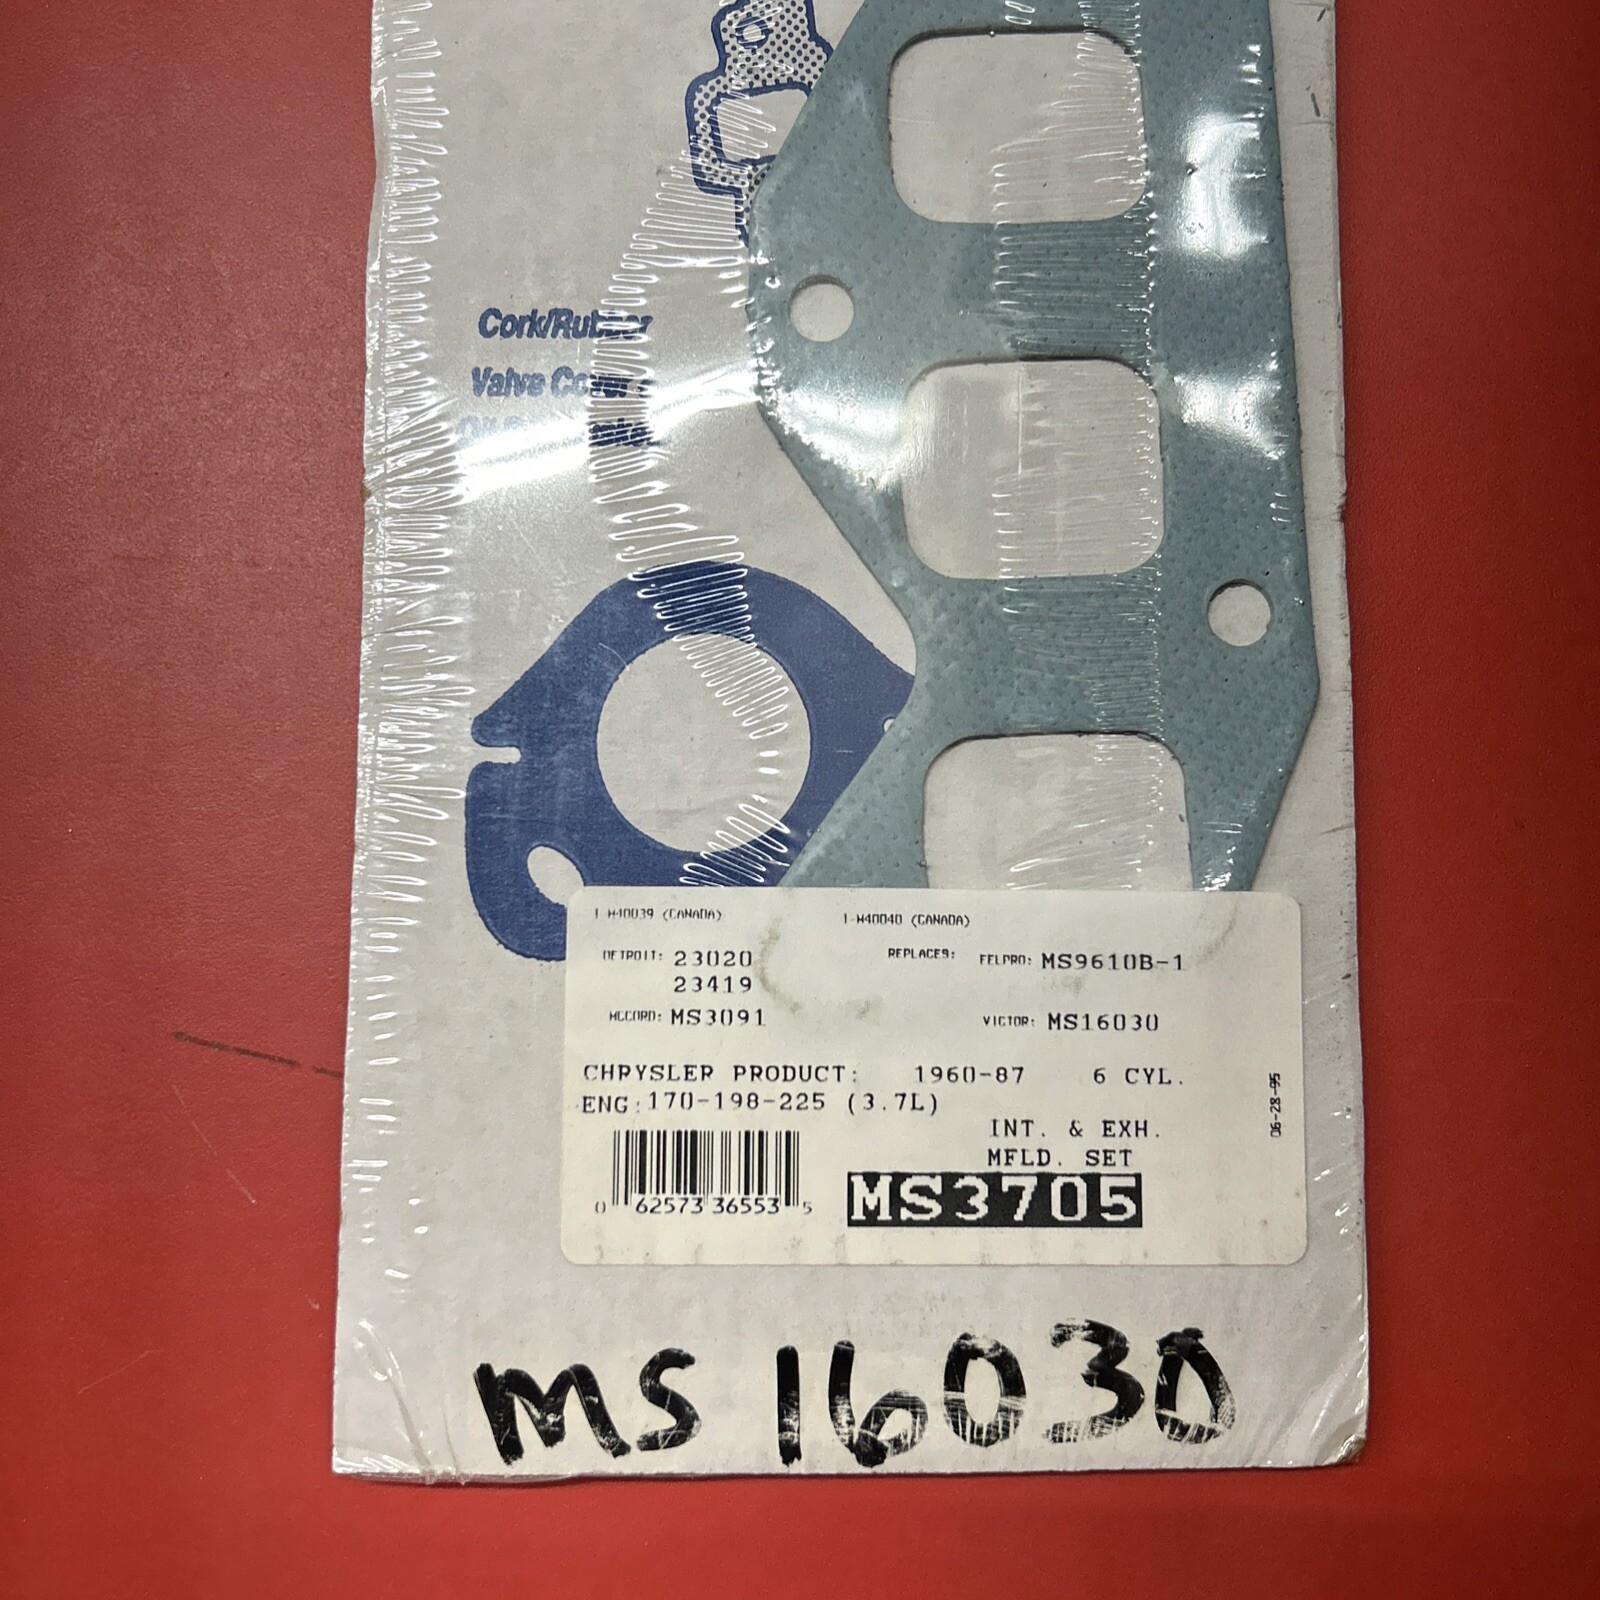 Cork/Rubber
Valve Cover
1-W40039 (CANADA)
1-W40040 (CANADA)
DETROIT: 23020
23419
REPLACES: FELPRO: MS9610B-1
MCCORD: MS3091
VICTOR: MS16030
CHRYSLER PRODUCT: 1960-87 6 CYL.
ENG: 170-198-225 (3.7L)
INT. & EXH.
MFLD. SET
MS3705
0 62573 36553 5
06-28-95
MS 16030